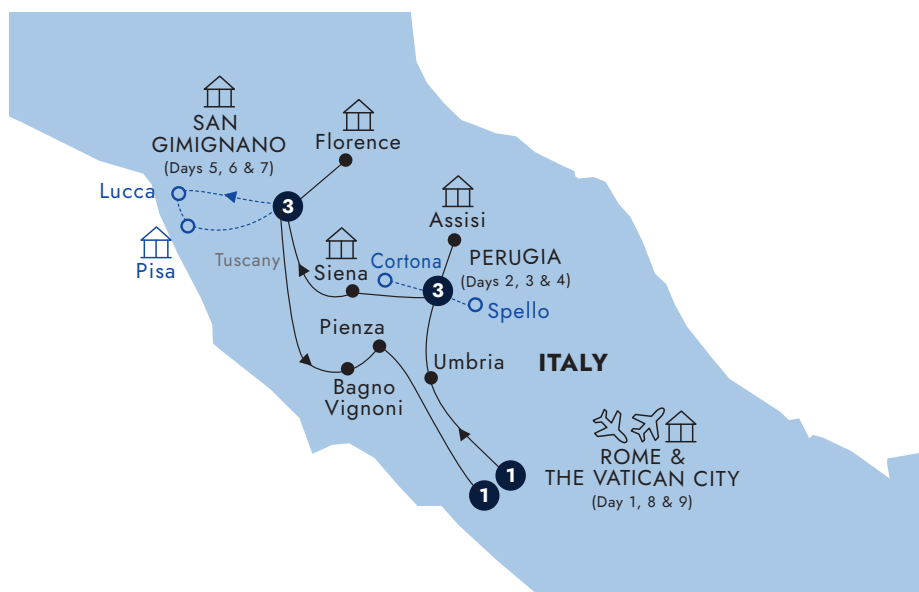 SAN
GIMIGNANO
(Days 5, 6 & 7)
Florence
Lucca
3
Assisi
Pisa
Tuscany
Siena
Cortona
PERUGIA
(Days 2, 3 & 4)
3
Spello
Pienza
Umbria
ITALY
Bagno
Vignoni
ROME &
THE VATICAN CITY
(Day 1, 8 & 9)
1
1